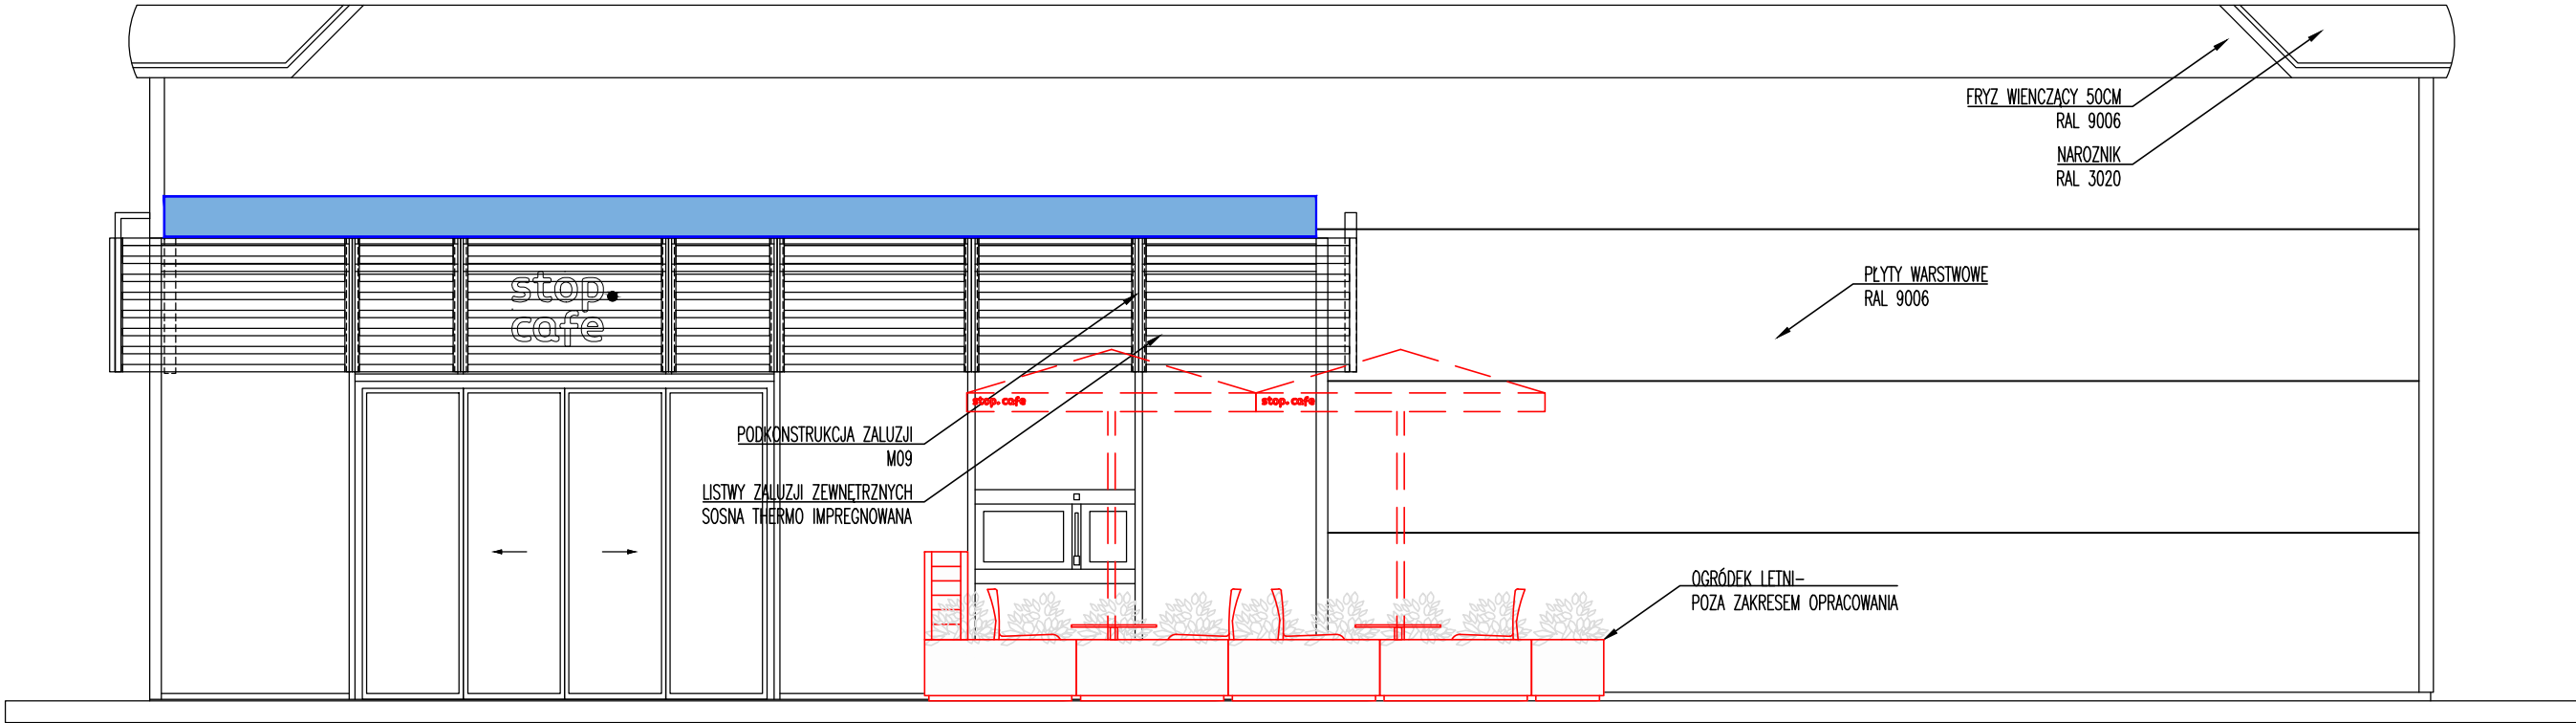 FRYZ WIENCZĄCY 50CM
RAL 9006
NAROZNIK
RAL 3020
stop.
cafe
PŁYTY WARSTWOWE
RAL 9006
stop.cafe
stop.cafe
PODKONSTRUKCJA ZALUZJI
M09
LISTWY ZALUZJI ZEWNĘTRZNYCH
SOSNA THERMO IMPREGNOWANA
OGRÓDEK LETNI-
POZA ZAKRESEM OPRACOWANIA